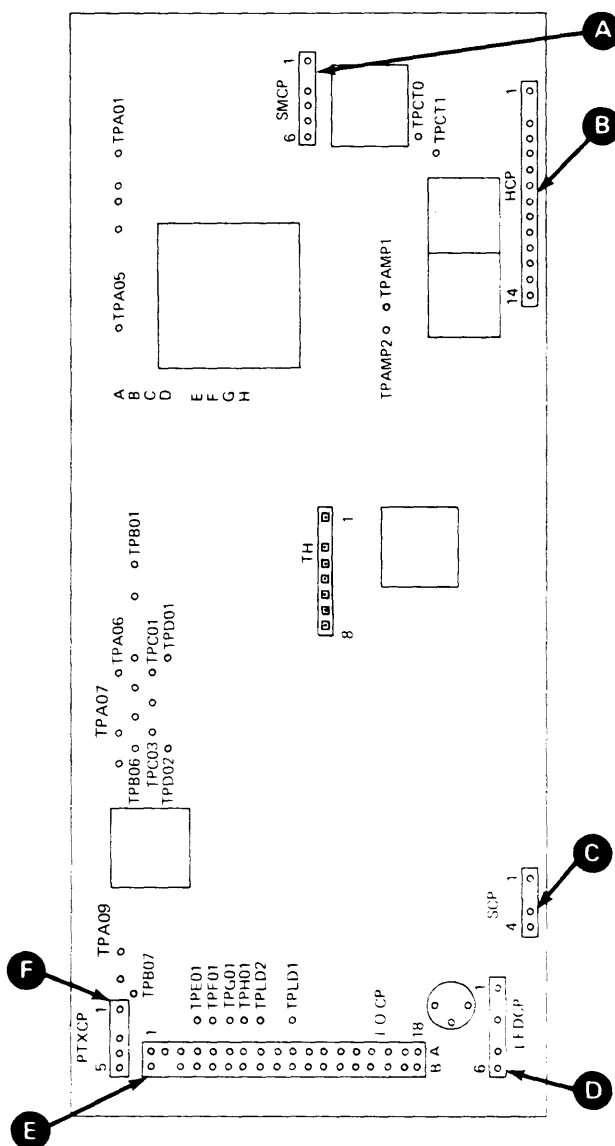 A
B
C
D
E
F
1
SMCP
6
TPCT0
TPCT1
1
HCP
14
TPA01
TPA05
A
B
C
D
E
F
G
H
TPAMP2
TPAMP1
TPB01
TPA06
TPA07
TPC01
TPD01
TPB06
TPC03
TPD02
1
TH
8
TPA09
TPB07
1
PTXCP
5
1
TPE01
TPF01
TPG01
TPH01
TPLD2
TPLD1
18
B A
1
SCP
4
1
6